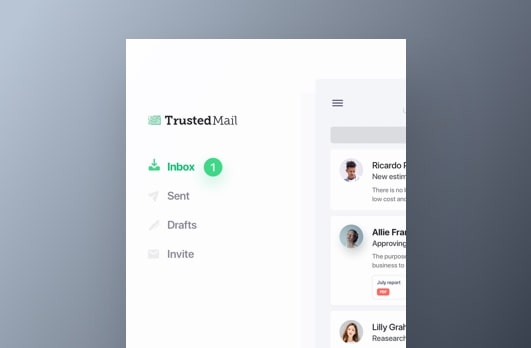 TrustedMail
Inbox 1
Sent
Drafts
Invite
Ricardo
New estim
There is no
low cost and
Allie Fra
Approving
The purpose
business to
July report
PDF
Lilly Grah
Reasearch